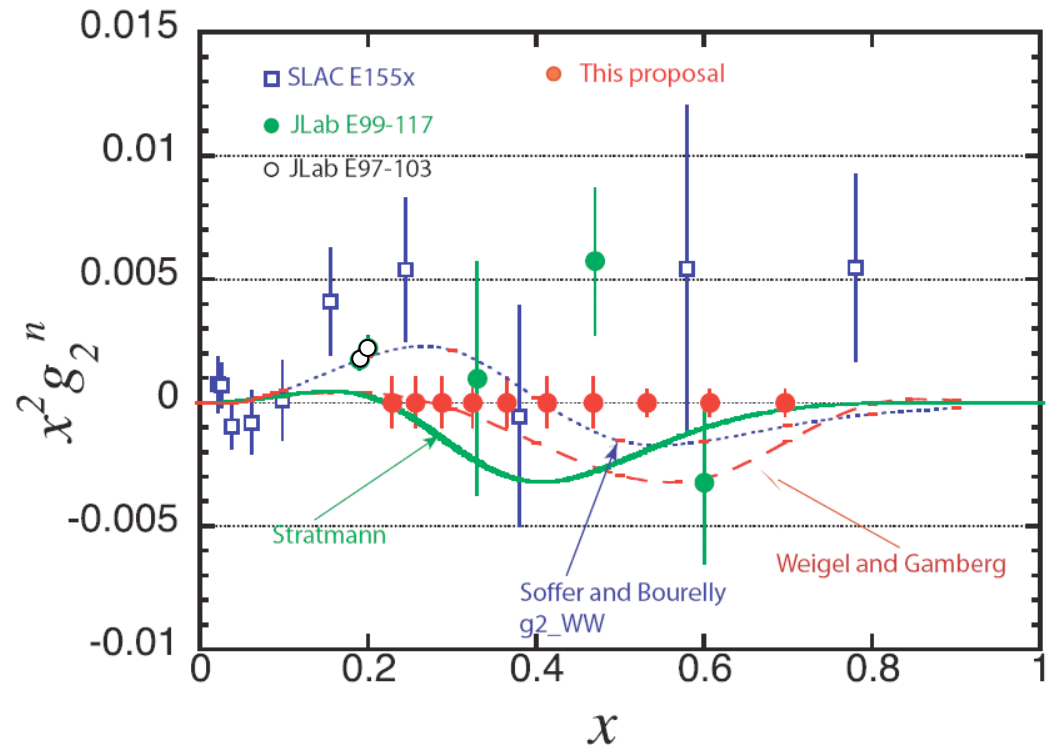 0.015
SLAC E155x
This proposal
JLab E99-117
0.01
JLab E97-103
0.005
x² g₂ⁿ
0
Stratmann
-0.005
Weigel and Gamberg
Soffer and Bourelly
g2_WW
-0.01
0 0.2 0.4 0.6 0.8 1
x